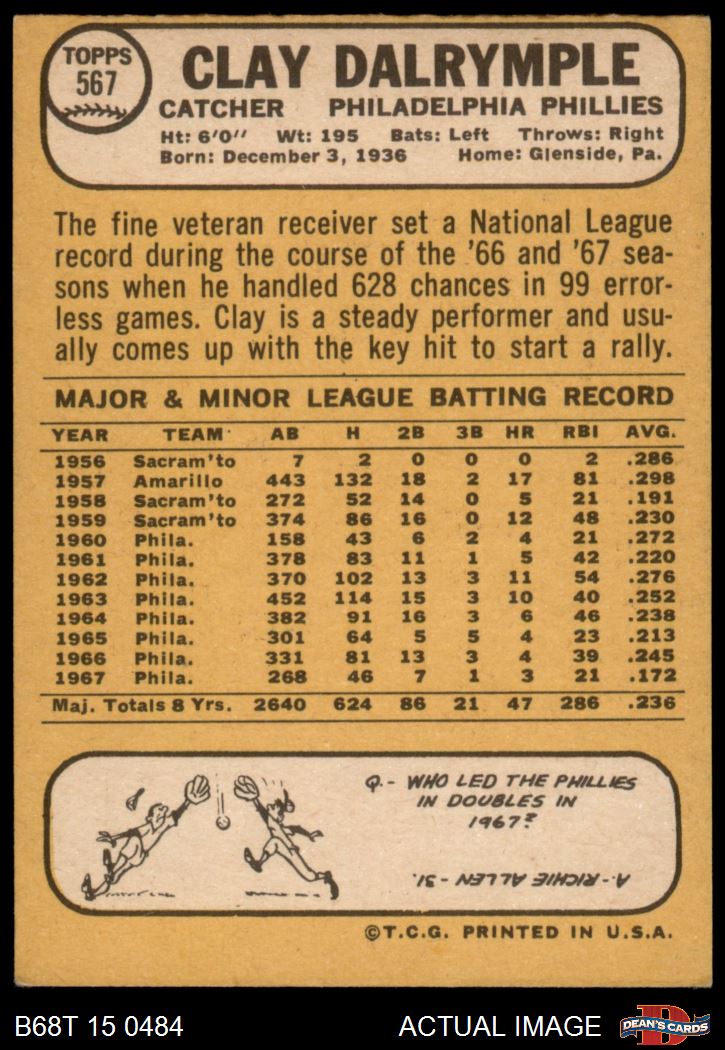 TOPPS
567
CLAY DALRYMPLE
CATCHER PHILADELPHIA PHILLIES
Ht: 6'0" Wt: 195 Bats: Left Throws: Right
Born: December 3, 1936 Home: Glenside, Pa.
The fine veteran receiver set a National League
record during the course of the '66 and '67 sea-
sons when he handled 628 chances in 99 error-
less games. Clay is a steady performer and usu-
ally comes up with the key hit to start a rally.
MAJOR & MINOR LEAGUE BATTING RECORD
YEAR TEAM AB H 2B 3B HR RBI AVG.
1956 Sacram'to 7 2 0 0 0 2 .286
1957 Amarillo 443 132 18 2 17 81 .298
1958 Sacram'to 272 52 14 0 5 21 .191
1959 Sacram'to 374 86 16 0 12 48 .230
1960 Phila. 158 43 6 2 4 21 .272
1961 Phila. 378 83 11 1 5 42 .220
1962 Phila. 370 102 13 3 11 54 .276
1963 Phila. 452 114 15 3 10 40 .252
1964 Phila. 382 91 16 3 6 46 .238
1965 Phila. 301 64 5 5 4 23 .213
1966 Phila. 331 81 13 3 4 39 .245
1967 Phila. 268 46 7 1 3 21 .172
Maj. Totals 8 Yrs. 2640 624 86 21 47 286 .236
Q.- WHO LED THE PHILLIES
IN DOUBLES IN
1967?
A.- RICHIE ALLEN - 31.
©T.C.G. PRINTED IN U.S.A.
B68T 15 0484 ACTUAL IMAGE
D
DEAN'S CARDS